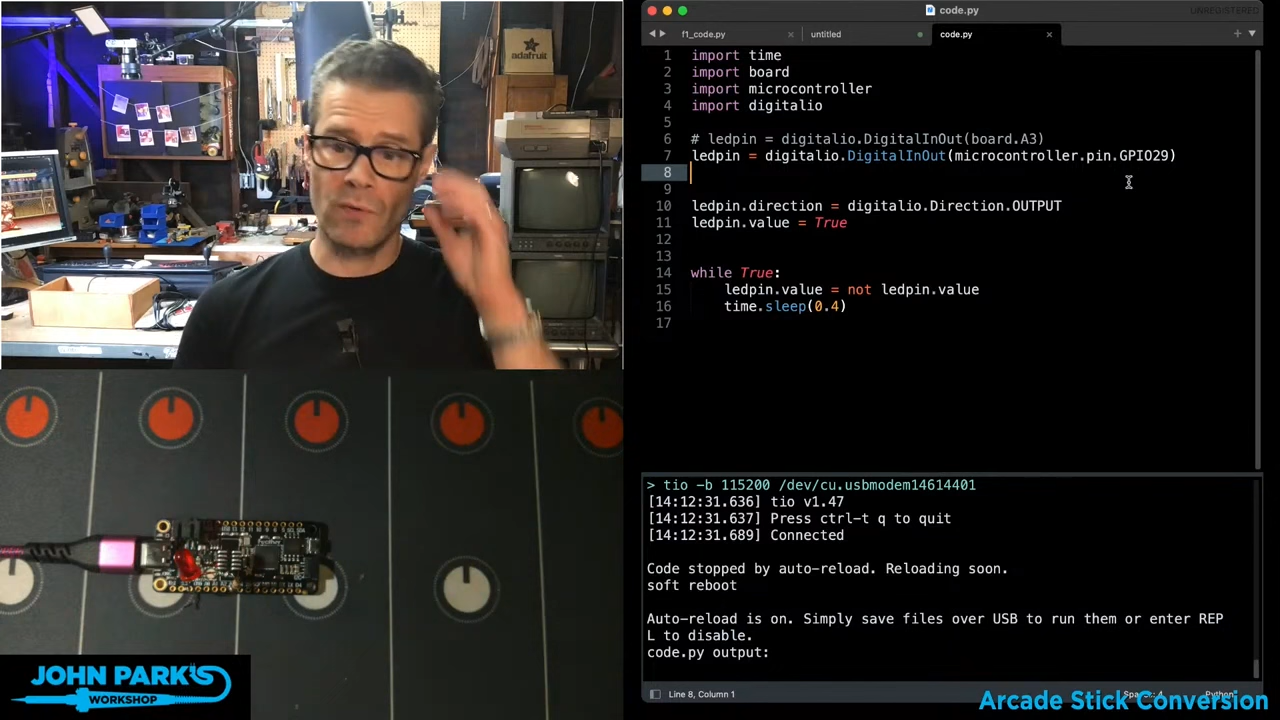 adafruit
code.py
UNREGISTERED
f1_code.py
untitled
code.py
1 import time
2 import board
3 import microcontroller
4 import digitalio
5
6 # ledpin = digitalio.DigitalInOut(board.A3)
7 ledpin = digitalio.DigitalInOut(microcontroller.pin.GPIO29)
8
9
10 ledpin.direction = digitalio.Direction.OUTPUT
11 ledpin.value = True
12
13
14 while True:
15 ledpin.value = not ledpin.value
16 time.sleep(0.4)
17
> tio -b 115200 /dev/cu.usbmodem14614401
[14:12:31.636] tio v1.47
[14:12:31.637] Press ctrl-t q to quit
[14:12:31.689] Connected
Code stopped by auto-reload. Reloading soon.
soft reboot
Auto-reload is on. Simply save files over USB to run them or enter REP
L to disable.
code.py output:
Line 8, Column 1
Python
JOHN PARK'S
WORKSHOP
Arcade Stick Conversion